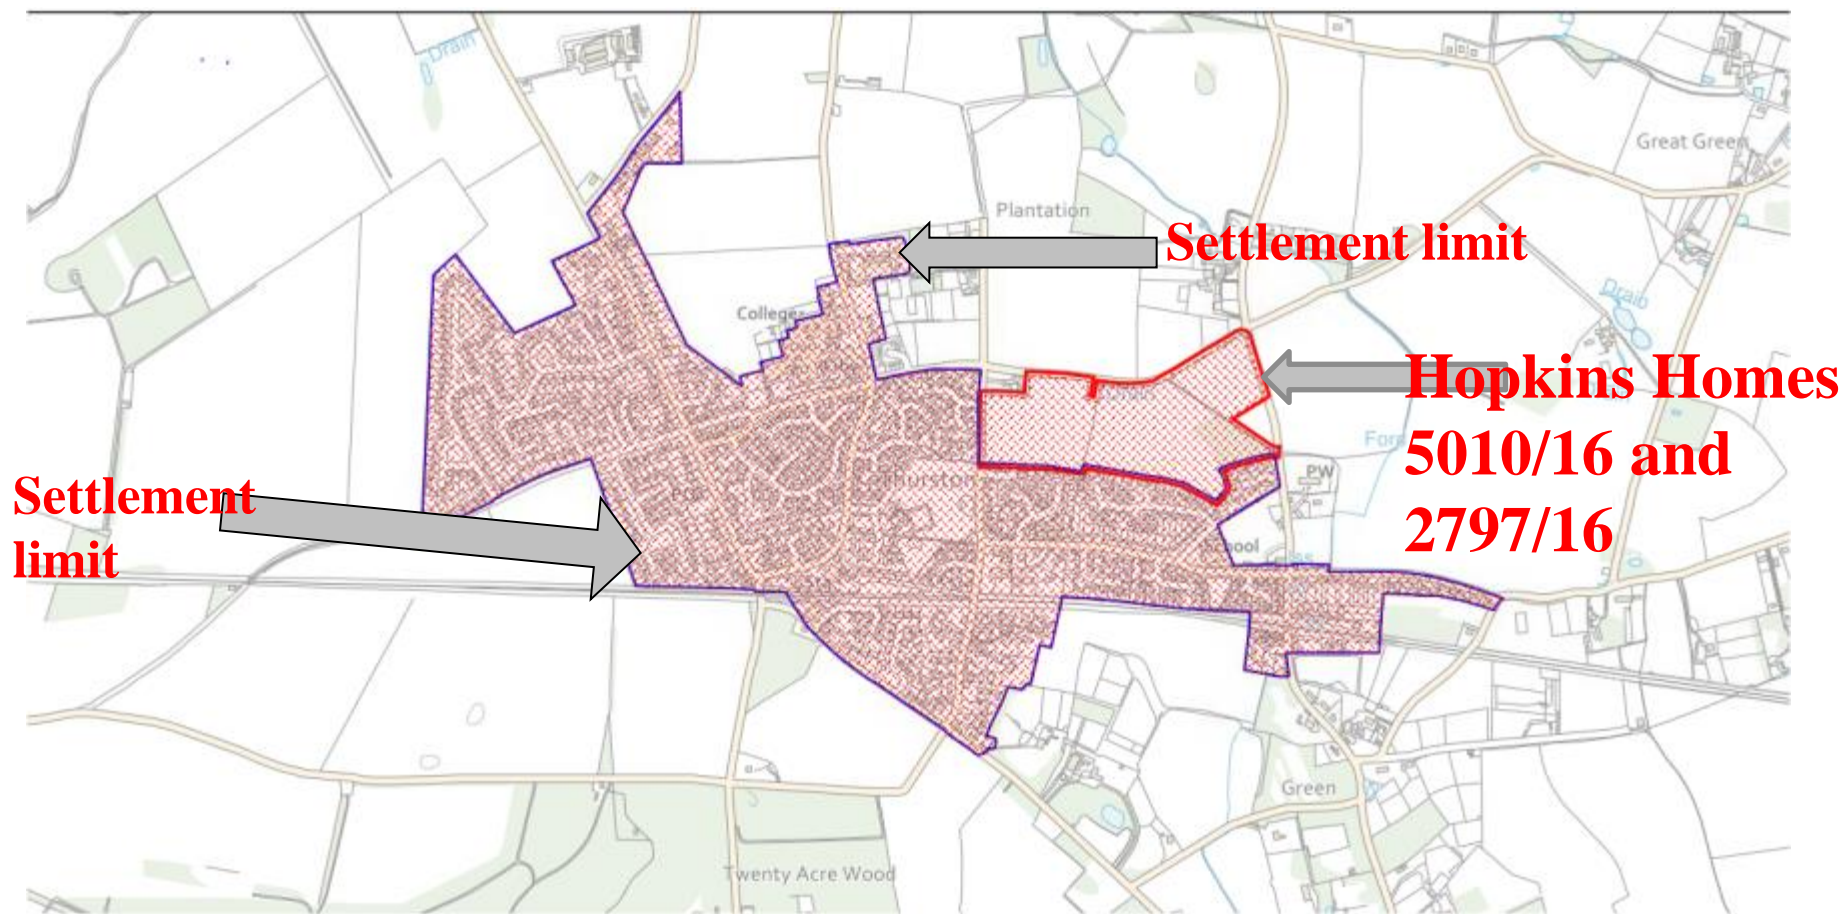 Drain
Great Green
Plantation
Settlement limit
Drain
College
Hopkins Homes
5010/16 and
2797/16
PW
Settlement
limit
Thurston
School
Green
Twenty Acre Wood